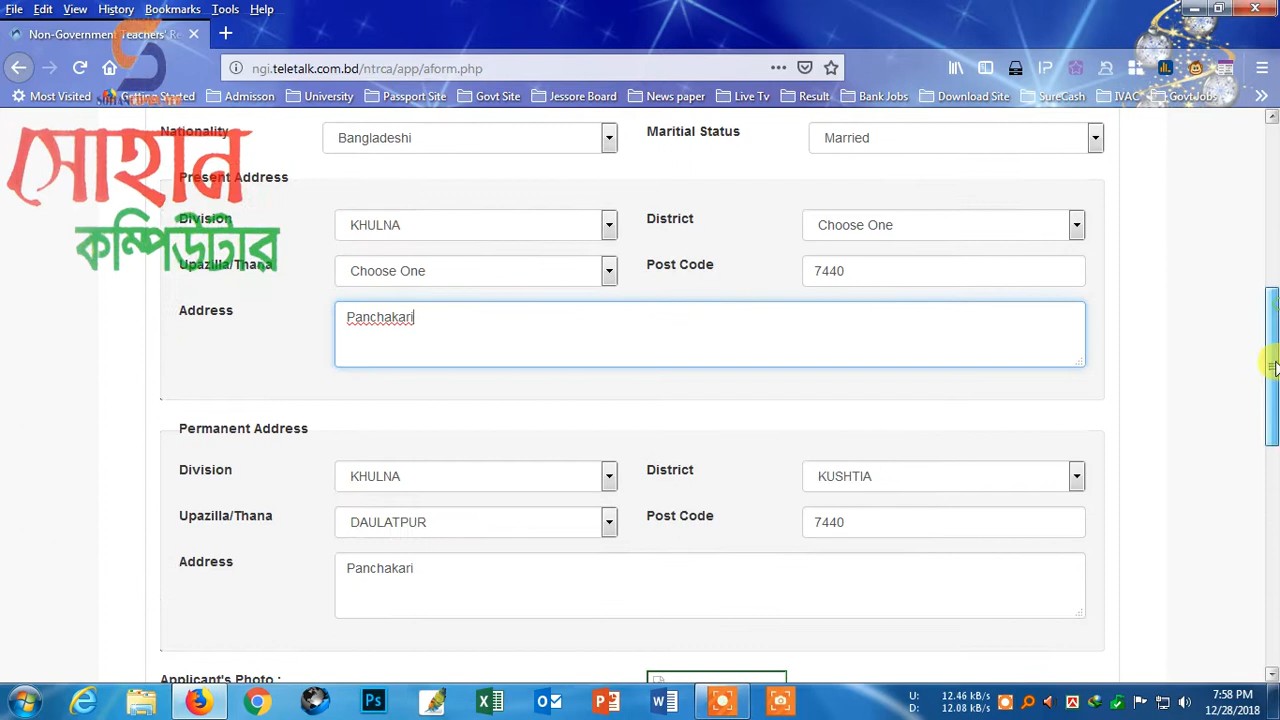 File Edit View History Bookmarks Tools Help
Non-Government Teachers' Re
ngi.teletalk.com.bd/ntrca/app/aform.php
Most Visited Getting Started Admisson University Passport Site Govt Site Jessore Board News paper Live Tv Result Bank Jobs Download Site SureCash IVAC Govt Jobs
Nationality Bangladeshi Maritial Status Married
সোহান
কম্পিউটার
Present Address
Division KHULNA District Choose One
Upazilla/Thana Choose One Post Code 7440
Address Panchakari
Permanent Address
Division KHULNA District KUSHTIA
Upazilla/Thana DAULATPUR Post Code 7440
Address Panchakari
Applicant's Photo :
U: 12.46 kB/s
D: 12.08 kB/s
7:58 PM
12/28/2018